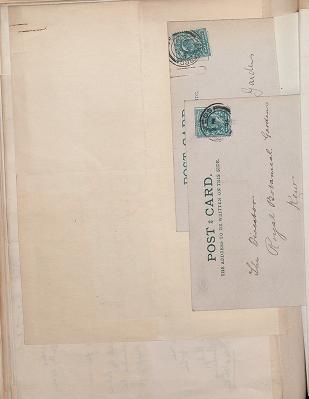 POST CARD.
Gardens
POST CARD.
THE ADDRESS TO BE WRITTEN ON THIS SIDE.
The Director
Royal Botanical Gardens
Kew